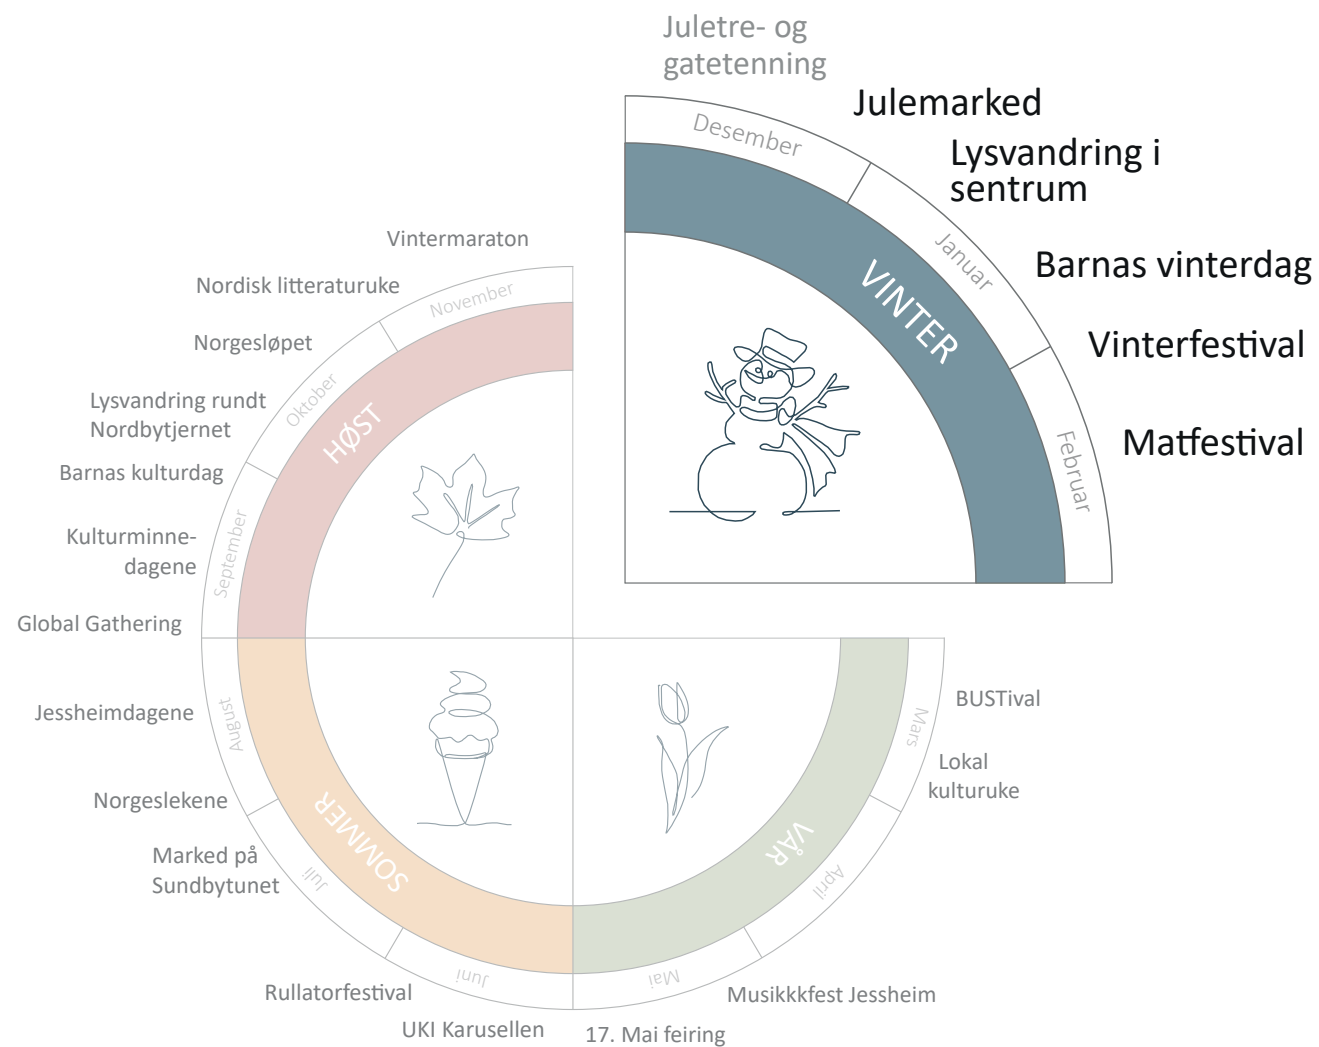 Juletre- og
gatetenning
Julemarked
Desember
Lysvandring i
sentrum
Januar
Barnas vinterdag
VINTER
Vinterfestival
Matfestival
Februar
Vintermaraton
Nordisk litteraturuke
November
Norgesløpet
Oktober
Lysvandring rundt
Nordbytjernet
HØST
Barnas kulturdag
Kulturminne-
dagene
September
Global Gathering
Jessheimdagene
August
Norgeslekene
SOMMER
Marked på
Sundbytunet
Juli
Rullatorfestival
Juni
UKI Karusellen
BUSTival
Mars
Lokal
kulturuke
VÅR
April
Mai
Musikkkfest Jessheim
17. Mai feiring